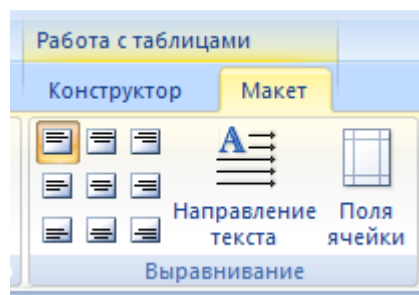 Работа с таблицами
Конструктор Макет
Направление текста
Поля ячейки
Выравнивание